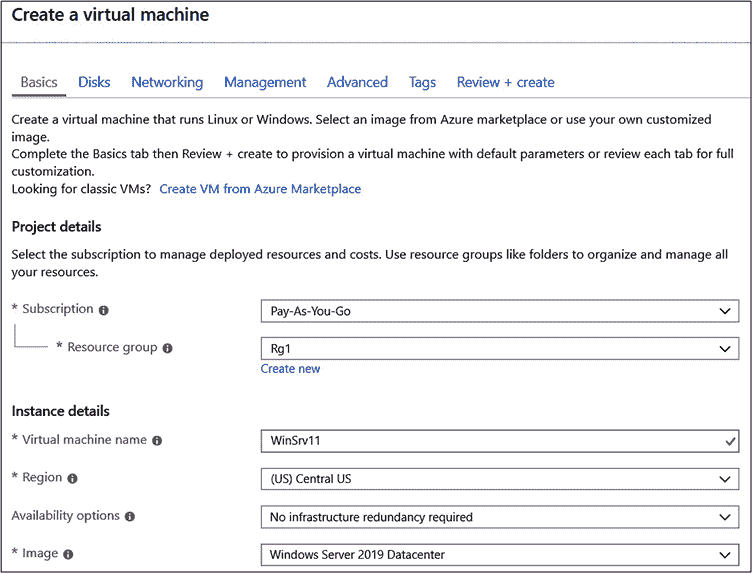 Create a virtual machine
Basics Disks Networking Management Advanced Tags Review + create
Create a virtual machine that runs Linux or Windows. Select an image from Azure marketplace or use your own customized
image.
Complete the Basics tab then Review + create to provision a virtual machine with default parameters or review each tab for full
customization.
Looking for classic VMs? Create VM from Azure Marketplace
Project details
Select the subscription to manage deployed resources and costs. Use resource groups like folders to organize and manage all
your resources.
* Subscription Pay-As-You-Go
* Resource group Rg1
Create new
Instance details
* Virtual machine name WinSrv11
* Region (US) Central US
Availability options No infrastructure redundancy required
* Image Windows Server 2019 Datacenter